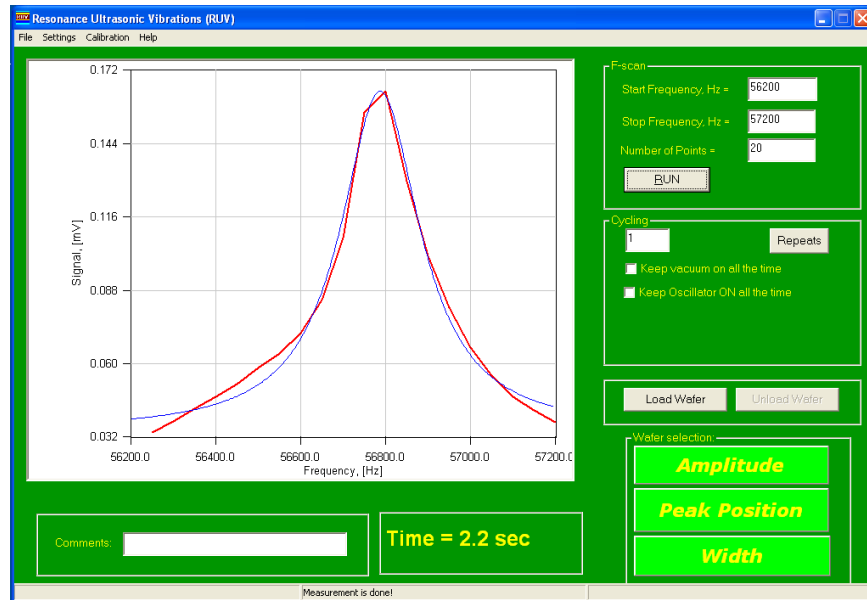 RUV Resonance Ultrasonic Vibrations (RUV)
File Settings Calibration Help
0.172
0.144
0.116
0.088
0.060
0.032
Signal, [mV]
56200.0 56400.0 56600.0 56800.0 57000.0 57200.0
Frequency, [Hz]
F-scan
Start Frequency, Hz = 56200
Stop Frequency, Hz = 57200
Number of Points = 20
RUN
Cycling
1 Repeats
Keep vacuum on all the time
Keep Oscillator ON all the time
Load Wafer Unload Wafer
Wafer selection:
Amplitude
Peak Position
Width
Comments:
Time = 2.2 sec
Measurement is done!